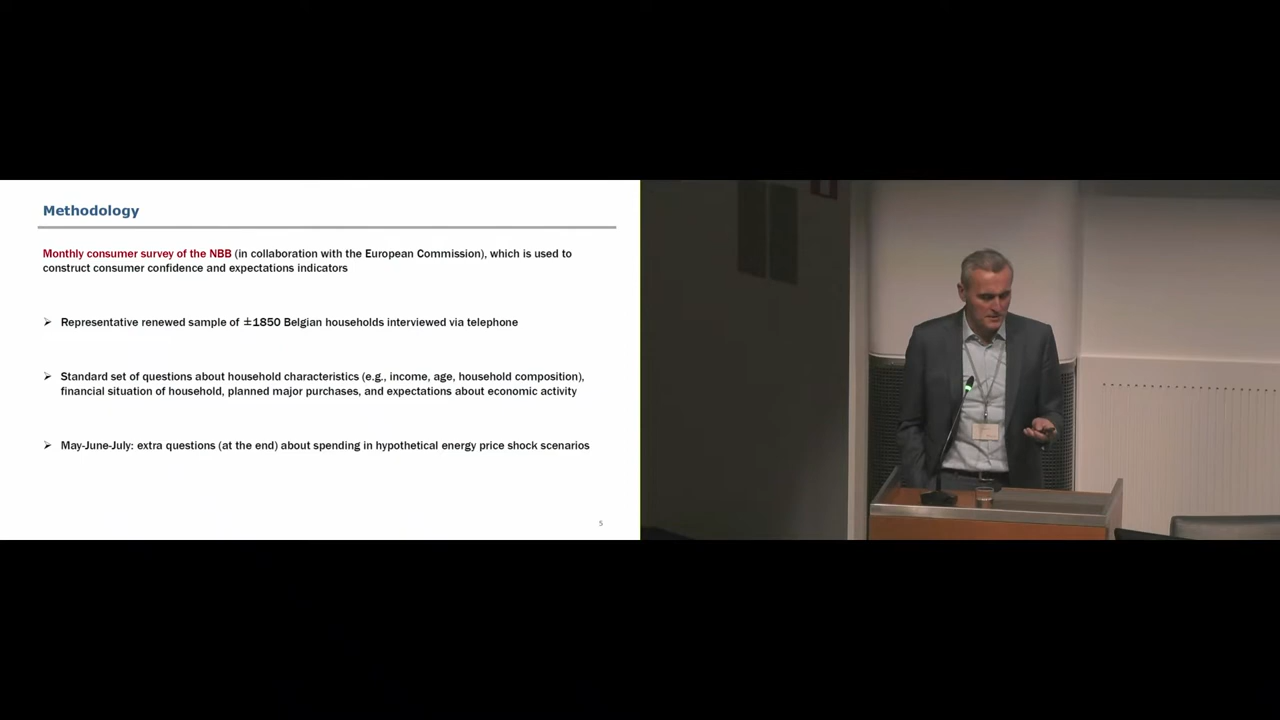 Methodology
Monthly consumer survey of the NBB (in collaboration with the European Commission), which is used to
construct consumer confidence and expectations indicators
➢ Representative renewed sample of ±1850 Belgian households interviewed via telephone
➢ Standard set of questions about household characteristics (e.g., income, age, household composition),
financial situation of household, planned major purchases, and expectations about economic activity
➢ May-June-July: extra questions (at the end) about spending in hypothetical energy price shock scenarios
5